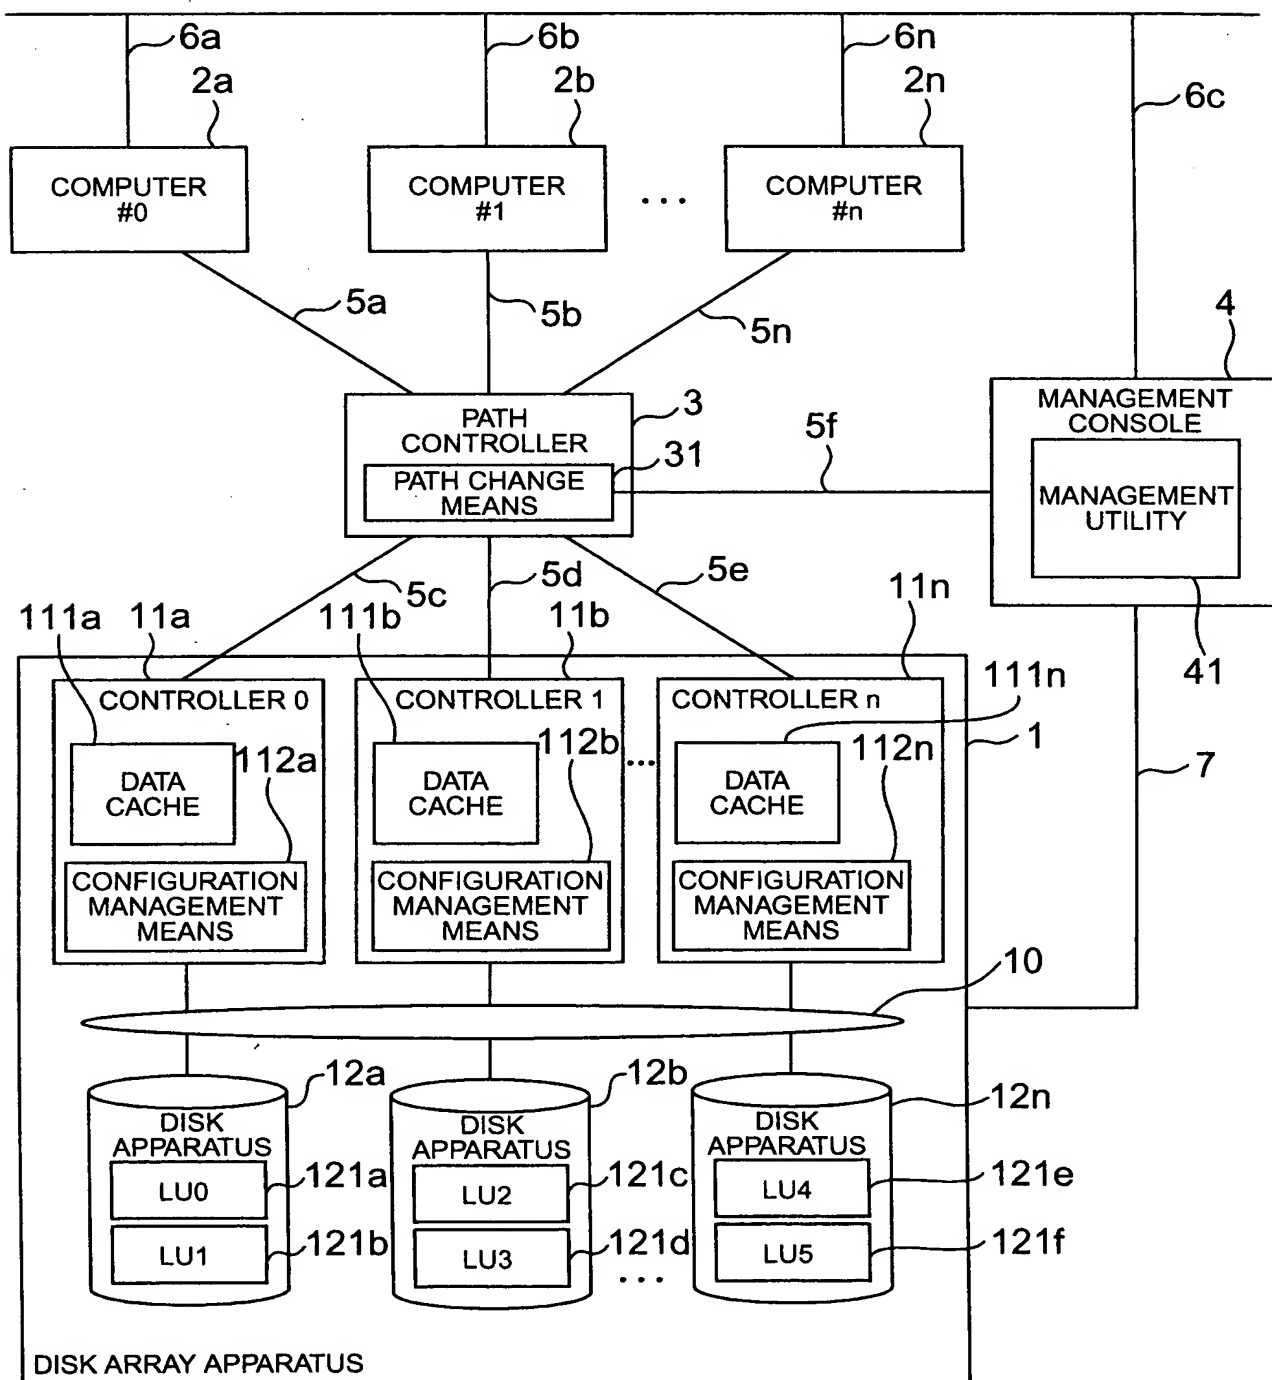 6a
6b
6n
6c
2a
2b
2n
COMPUTER
#0
COMPUTER
#1
...
COMPUTER
#n
5a
5b
5n
4
PATH
CONTROLLER
3
31
PATH CHANGE
MEANS
5f
MANAGEMENT
CONSOLE
MANAGEMENT
UTILITY
41
5c
5d
5e
111a
11a
111b
11b
11n
111n
CONTROLLER 0
CONTROLLER 1
CONTROLLER n
1
7
DATA
CACHE
112a
DATA
CACHE
112b
...
DATA
CACHE
112n
CONFIGURATION
MANAGEMENT
MEANS
CONFIGURATION
MANAGEMENT
MEANS
CONFIGURATION
MANAGEMENT
MEANS
10
12a
12b
12n
DISK
APPARATUS
LU0
121a
LU1
121b
DISK
APPARATUS
LU2
121c
LU3
121d
...
DISK
APPARATUS
LU4
121e
LU5
121f
DISK ARRAY APPARATUS